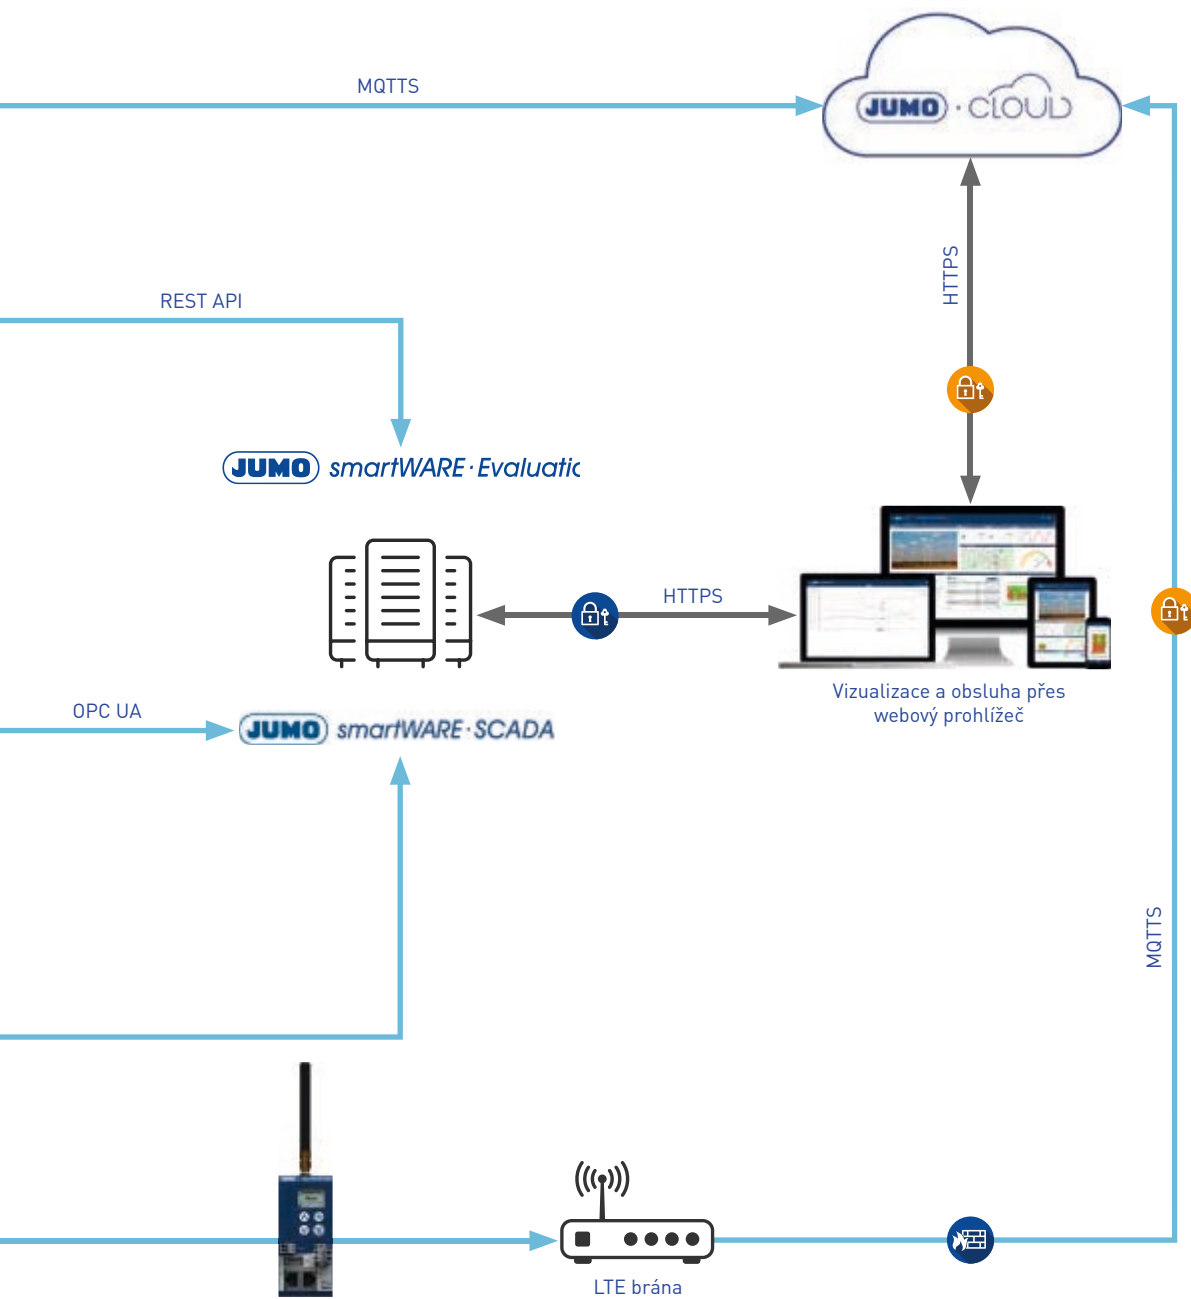 MQTTS
JUMO · CLOUD
HTTPS
REST API
JUMO smartWARE · Evaluatic
HTTPS
Vizualizace a obsluha přes
webový prohlížeč
OPC UA
JUMO smartWARE · SCADA
MQTTS
LTE brána